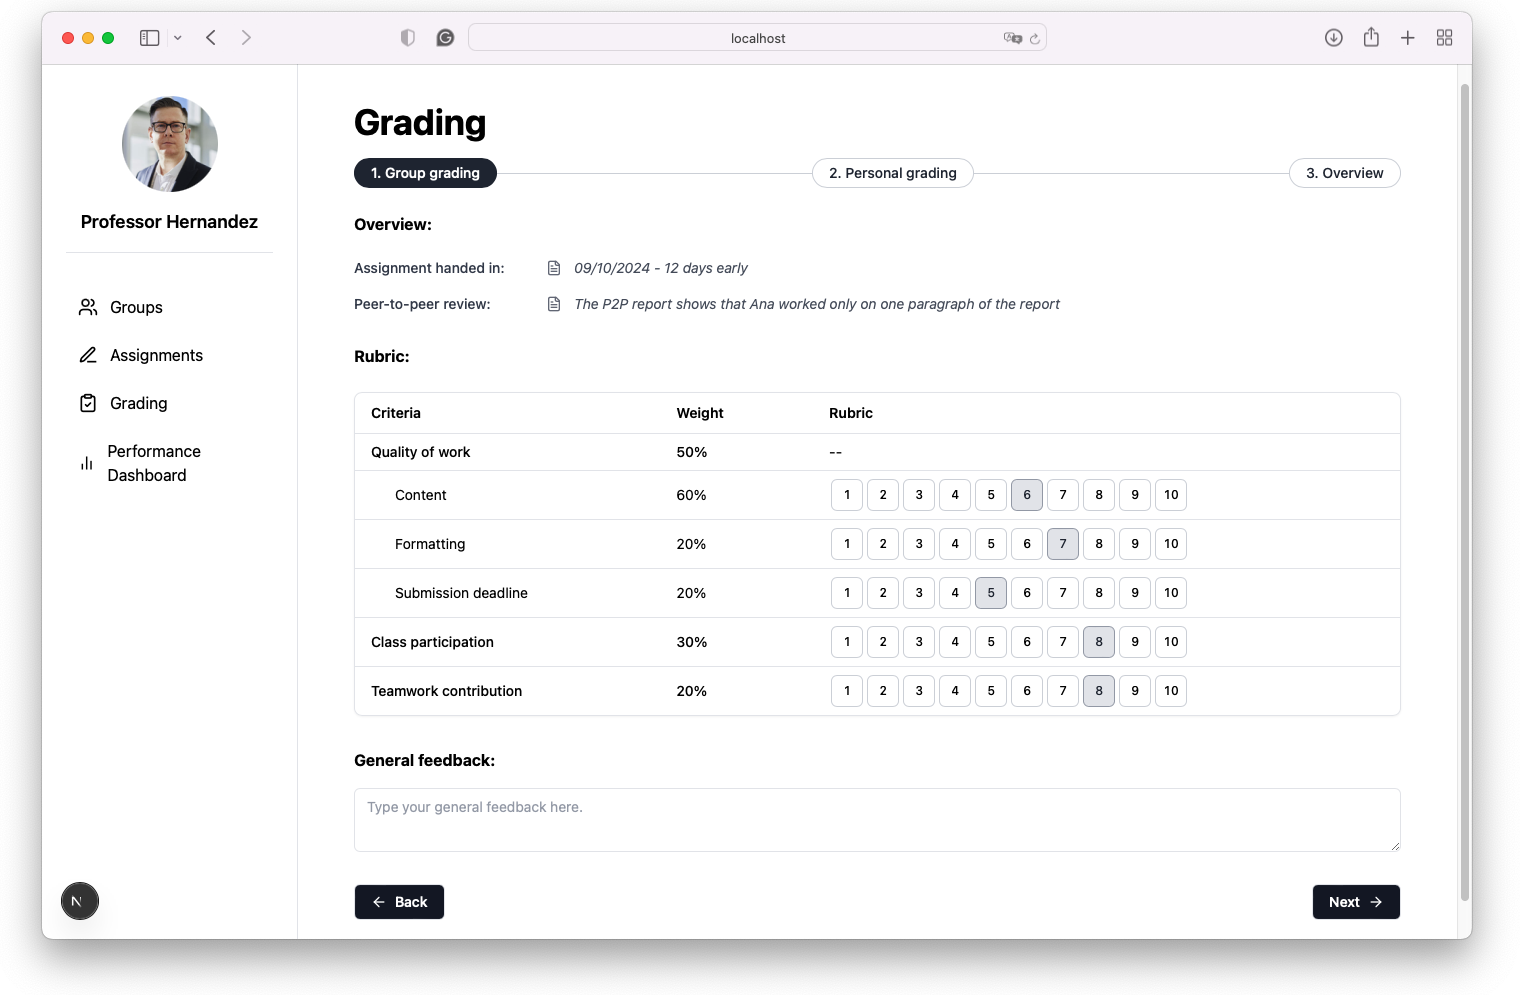 localhost
Professor Hernandez
Groups
Assignments
Grading
Performance
Dashboard
N
Grading
1. Group grading 2. Personal grading 3. Overview
Overview:
Assignment handed in: 09/10/2024 - 12 days early
Peer-to-peer review: The P2P report shows that Ana worked only on one paragraph of the report
Rubric:
Criteria Weight Rubric
Quality of work 50% --
Content 60% 1 2 3 4 5 6 7 8 9 10
Formatting 20% 1 2 3 4 5 6 7 8 9 10
Submission deadline 20% 1 2 3 4 5 6 7 8 9 10
Class participation 30% 1 2 3 4 5 6 7 8 9 10
Teamwork contribution 20% 1 2 3 4 5 6 7 8 9 10
General feedback:
Type your general feedback here.
Back Next